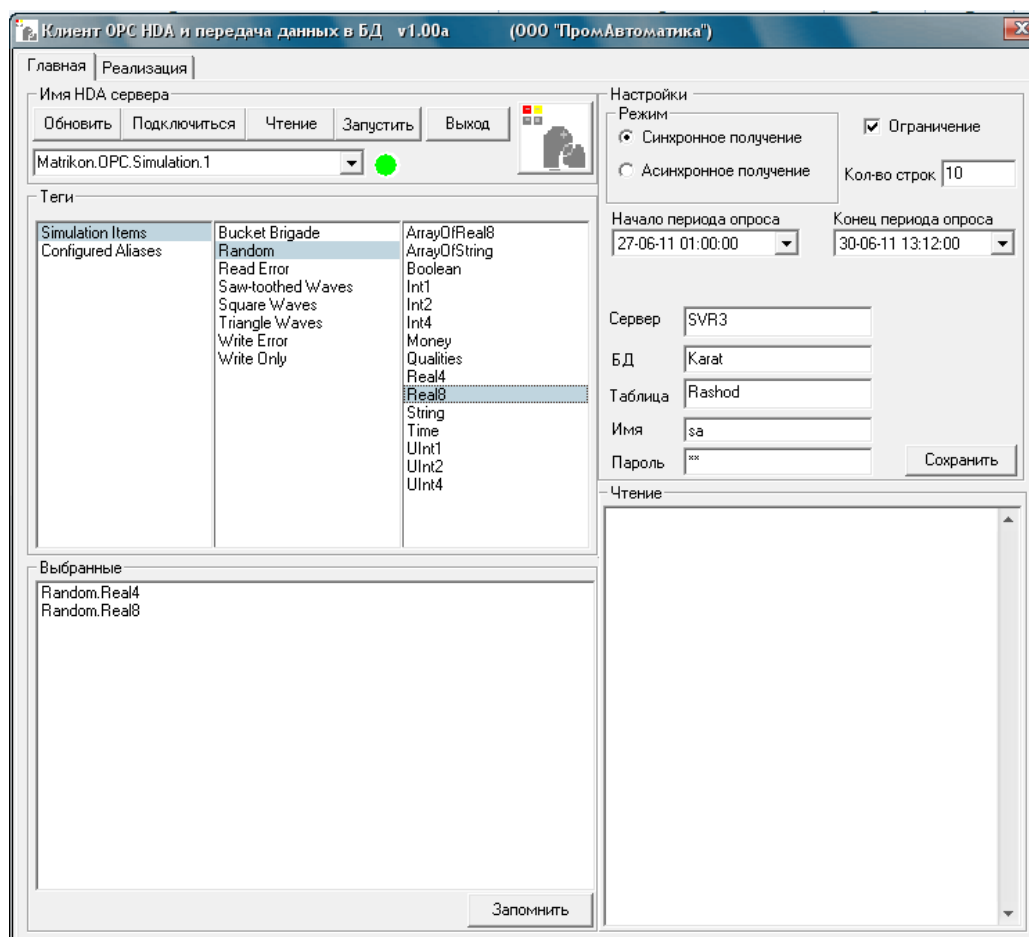 Клиент OPC HDA и передача данных в БД v1.00a (ООО "ПромАвтоматика")
Главная Реализация
Имя HDA сервера
Обновить Подключиться Чтение Запустить Выход
Matrikon.OPC.Simulation.1
Теги
Simulation Items
Configured Aliases
Bucket Brigade
Random
Read Error
Saw-toothed Waves
Square Waves
Triangle Waves
Write Error
Write Only
ArrayOfReal8
ArrayOfString
Boolean
Int1
Int2
Int4
Money
Qualities
Real4
Real8
String
Time
UInt1
UInt2
UInt4
Выбранные
Random.Real4
Random.Real8
Запомнить
Настройки
Режим
Синхронное получение
Асинхронное получение
Ограничение
Кол-во строк 10
Начало периода опроса Конец периода опроса
27-06-11 01:00:00 30-06-11 13:12:00
Сервер SVR3
БД Karat
Таблица Rashod
Имя sa
Пароль **
Сохранить
Чтение